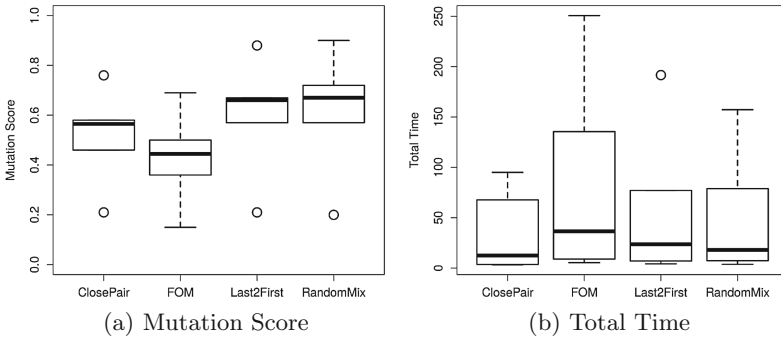 Mutation Score
1.0
0.8
0.6
0.4
0.2
0.0
ClosePair FOM Last2First RandomMix
(a) Mutation Score
Total Time
250
200
150
100
50
0
ClosePair FOM Last2First RandomMix
(b) Total Time